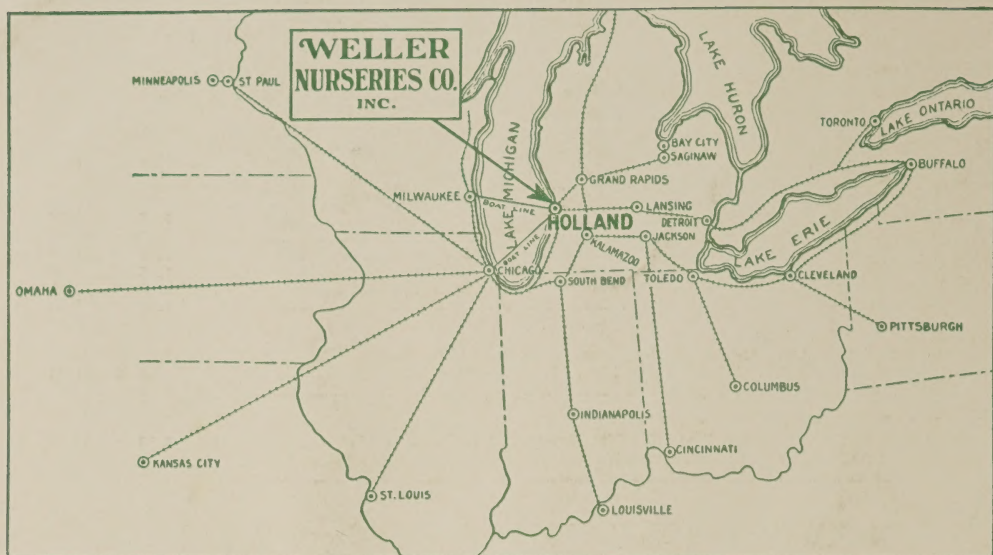 WELLER
NURSERIES CO.
INC.
MINNEAPOLIS
ST PAUL
LAKE MICHIGAN
LAKE HURON
LAKE ONTARIO
TORONTO
BAY CITY
SAGINAW
BUFFALO
GRAND RAPIDS
MILWAUKEE
BOAT LINE
HOLLAND
LANSING
DETROIT
KALAMAZOO
JACKSON
LAKE ERIE
BOAT LINE
CHICAGO
OMAHA
SOUTH BEND
TOLEDO
CLEVELAND
PITTSBURGH
COLUMBUS
INDIANAPOLIS
CINCINNATI
KANSAS CITY
ST. LOUIS
LOUISVILLE